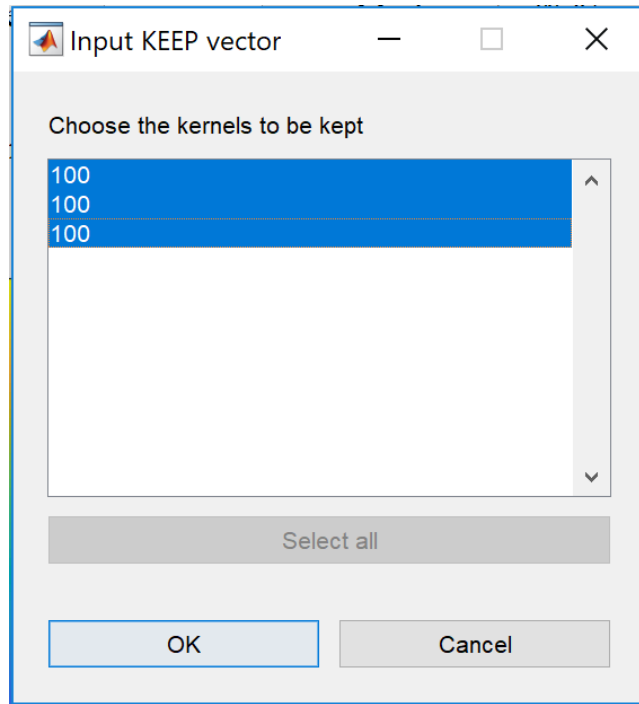 Input KEEP vector
Choose the kernels to be kept
100
100
100
Select all
OK
Cancel